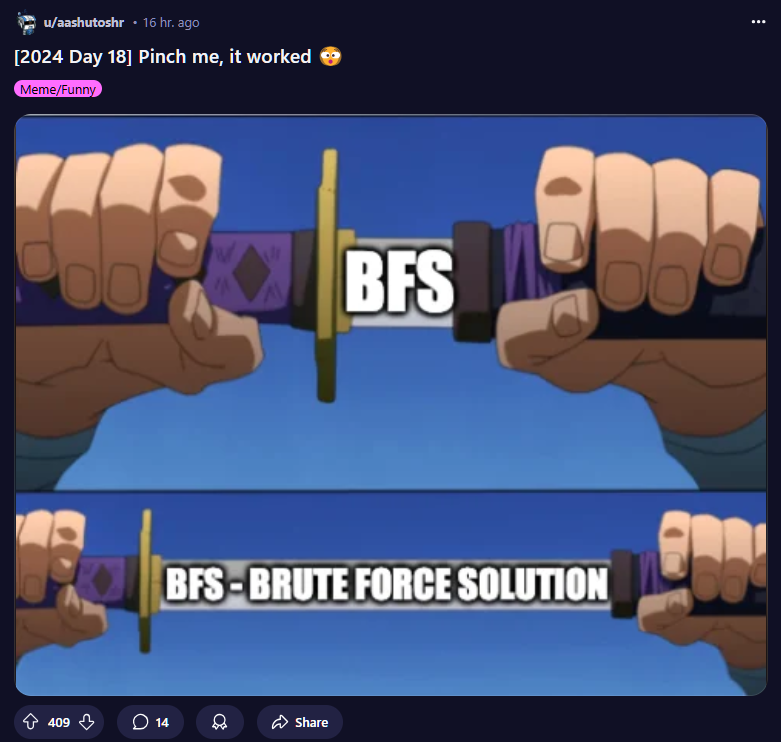 u/aashutoshr • 16 hr. ago
[2024 Day 18] Pinch me, it worked 😳
Meme/Funny
BFS
BFS - BRUTE FORCE SOLUTION
409
14
Share